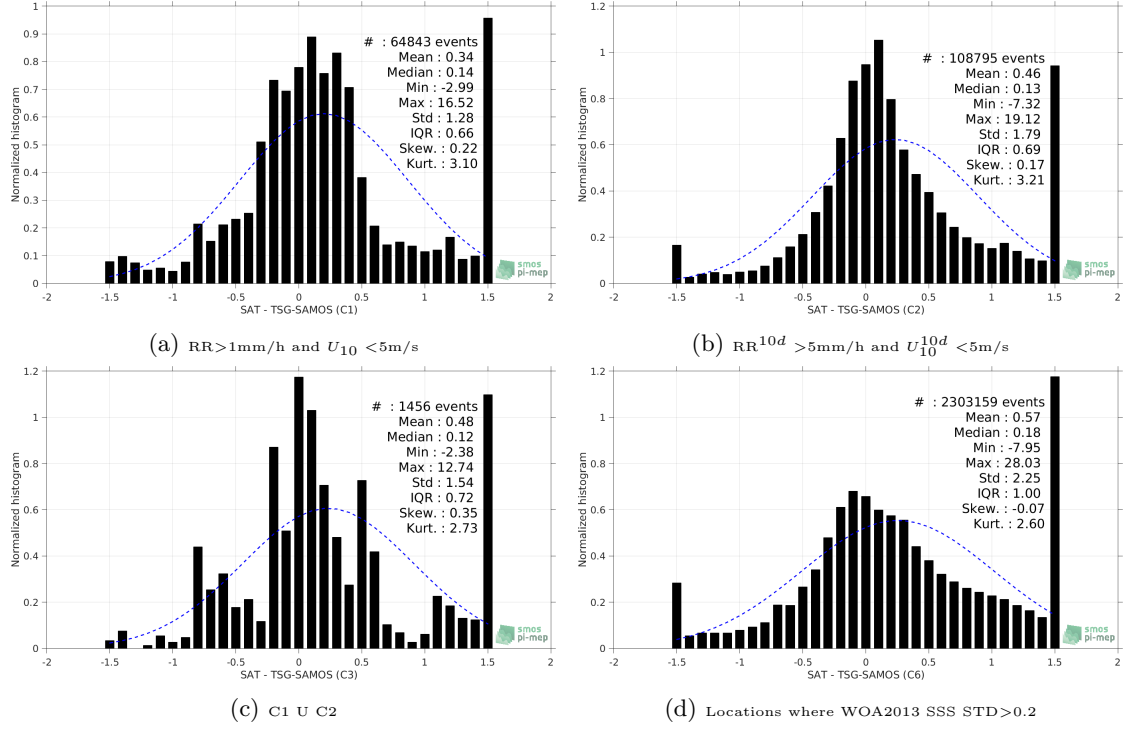 1
0.9
0.8
0.7
0.6
0.5
0.4
0.3
0.2
0.1
0
Normalized histogram
# : 64843 events
Mean : 0.34
Median : 0.14
Min : -2.99
Max : 16.52
Std : 1.28
IQR : 0.66
Skew. : 0.22
Kurt. : 3.10
smos
pi-mep
-2 -1.5 -1 -0.5 0 0.5 1 1.5 2
SAT - TSG-SAMOS (C1)
(a) RR>1mm/h and U10 <5m/s
1.2
1
0.8
0.6
0.4
0.2
0
Normalized histogram
# : 108795 events
Mean : 0.46
Median : 0.13
Min : -7.32
Max : 19.12
Std : 1.79
IQR : 0.69
Skew. : 0.17
Kurt. : 3.21
smos
pi-mep
-2 -1.5 -1 -0.5 0 0.5 1 1.5 2
SAT - TSG-SAMOS (C2)
(b) RR^10d >5mm/h and U10^10d <5m/s
1.2
1
0.8
0.6
0.4
0.2
0
Normalized histogram
# : 1456 events
Mean : 0.48
Median : 0.12
Min : -2.38
Max : 12.74
Std : 1.54
IQR : 0.72
Skew. : 0.35
Kurt. : 2.73
smos
pi-mep
-2 -1.5 -1 -0.5 0 0.5 1 1.5 2
SAT - TSG-SAMOS (C3)
(c) C1 U C2
1.2
1
0.8
0.6
0.4
0.2
0
Normalized histogram
# : 2303159 events
Mean : 0.57
Median : 0.18
Min : -7.95
Max : 28.03
Std : 2.25
IQR : 1.00
Skew. : -0.07
Kurt. : 2.60
smos
pi-mep
-2 -1.5 -1 -0.5 0 0.5 1 1.5 2
SAT - TSG-SAMOS (C6)
(d) Locations where WOA2013 SSS STD>0.2